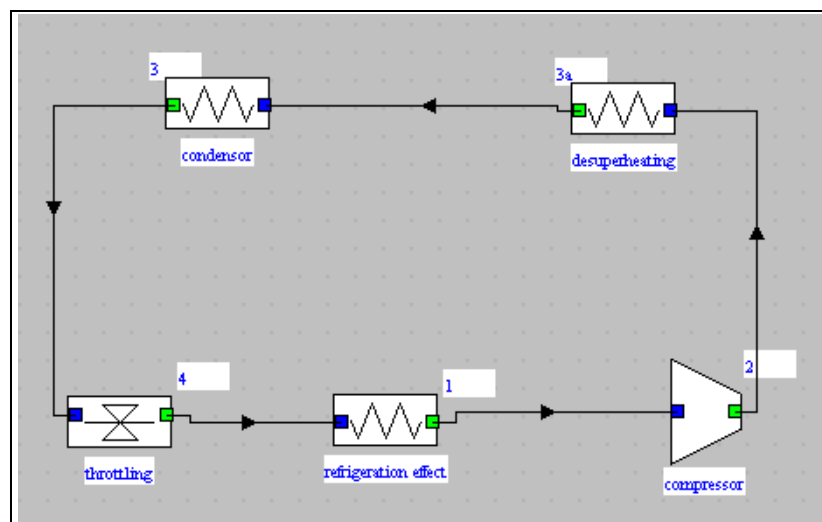 3
3a
condensor
desuperheating
4
1
2
throttling
refrigeration effect
compressor